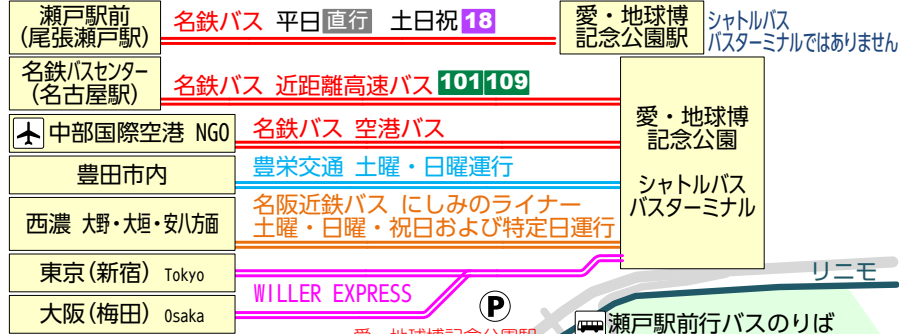 瀬戸駅前
(尾張瀬戸駅)
名鉄バス 平日 直行 土日祝 18
愛・地球博
記念公園駅
シャトルバス
バスターミナルではありません
名鉄バスセンター
(名古屋駅)
名鉄バス 近距離高速バス 101 109
中部国際空港 NGO
名鉄バス 空港バス
豊田市内
豊栄交通 土曜・日曜運行
西濃 大野・大垣・安八方面
名阪近鉄バス にしみのライナー
土曜・日曜・祝日および特定日運行
愛・地球博
記念公園
シャトルバス
バスターミナル
東京(新宿) Tokyo
大阪(梅田) Osaka
WILLER EXPRESS
P
リニモ
瀬戸駅前行バスのりば
愛・地球博記念公園駅